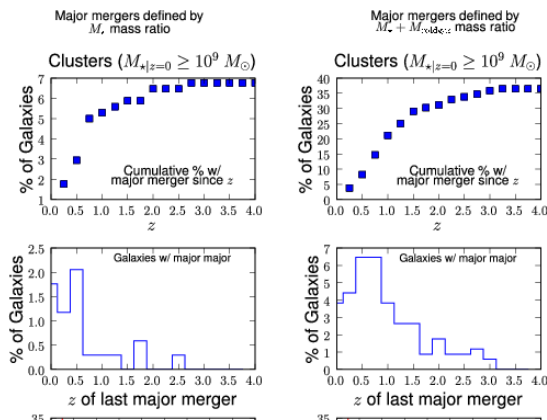 Major mergers defined by
M⋆ mass ratio
Clusters (M⋆|z=0 ≥ 10⁹ M⊙)
7
6
5
4
3
2
1
% of Galaxies
Cumulative % w/
major merger since z
0.0 0.5 1.0 1.5 2.0 2.5 3.0 3.5 4.0
z
2.5
2.0
1.5
1.0
0.5
0.0
% of Galaxies
Galaxies w/ major major
0.0 0.5 1.0 1.5 2.0 2.5 3.0 3.5 4.0
z of last major merger
35
Major mergers defined by
mass ratio
Clusters (M⋆|z=0 ≥ 10⁹ M⊙)
40
35
30
25
20
15
10
5
0
% of Galaxies
Cumulative % w/
major merger since z
0.0 0.5 1.0 1.5 2.0 2.5 3.0 3.5 4.0
z
7
6
5
4
3
2
1
0
% of Galaxies
Galaxies w/ major major
0.0 0.5 1.0 1.5 2.0 2.5 3.0 3.5 4.0
z of last major merger
35